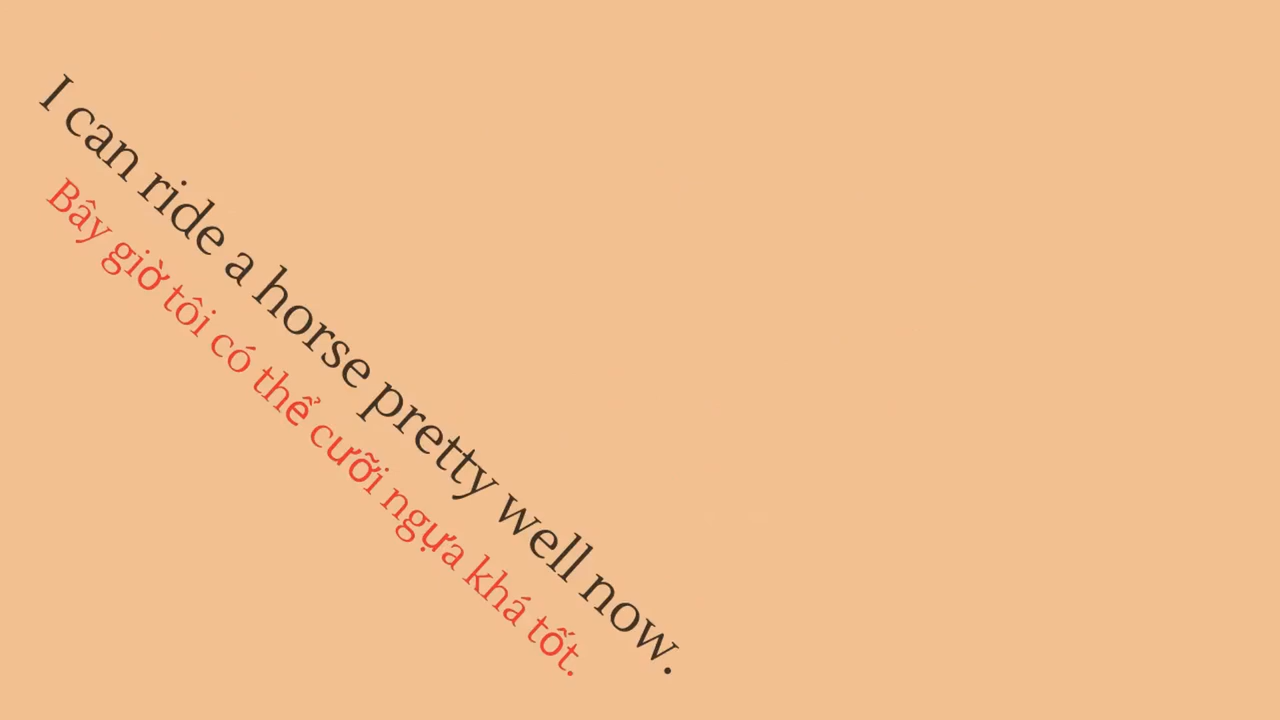 I can ride a horse pretty well now.
Bây giờ tôi có thể cưỡi ngựa khá tốt.